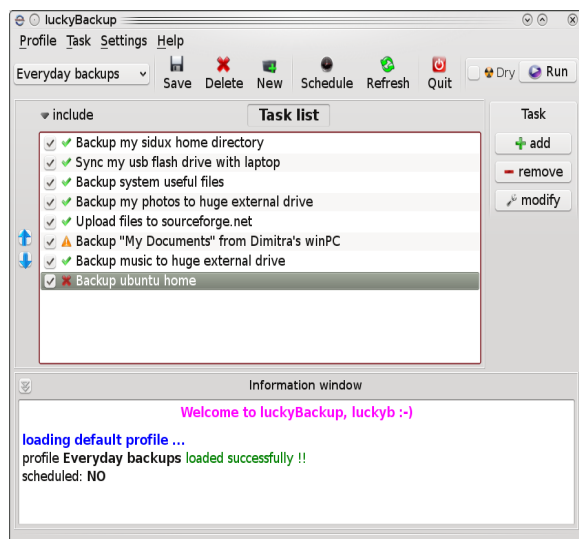 luckyBackup
Profile Task Settings Help
Everyday backups Save Delete New Schedule Refresh Quit Dry Run
include Task list Task
Backup my sidux home directory
Sync my usb flash drive with laptop
Backup system useful files
Backup my photos to huge external drive
Upload files to sourceforge.net
Backup "My Documents" from Dimitra's winPC
Backup music to huge external drive
Backup ubuntu home
add
remove
modify
Information window
Welcome to luckyBackup, luckyb :-)
loading default profile ...
profile Everyday backups loaded successfully !!
scheduled: NO